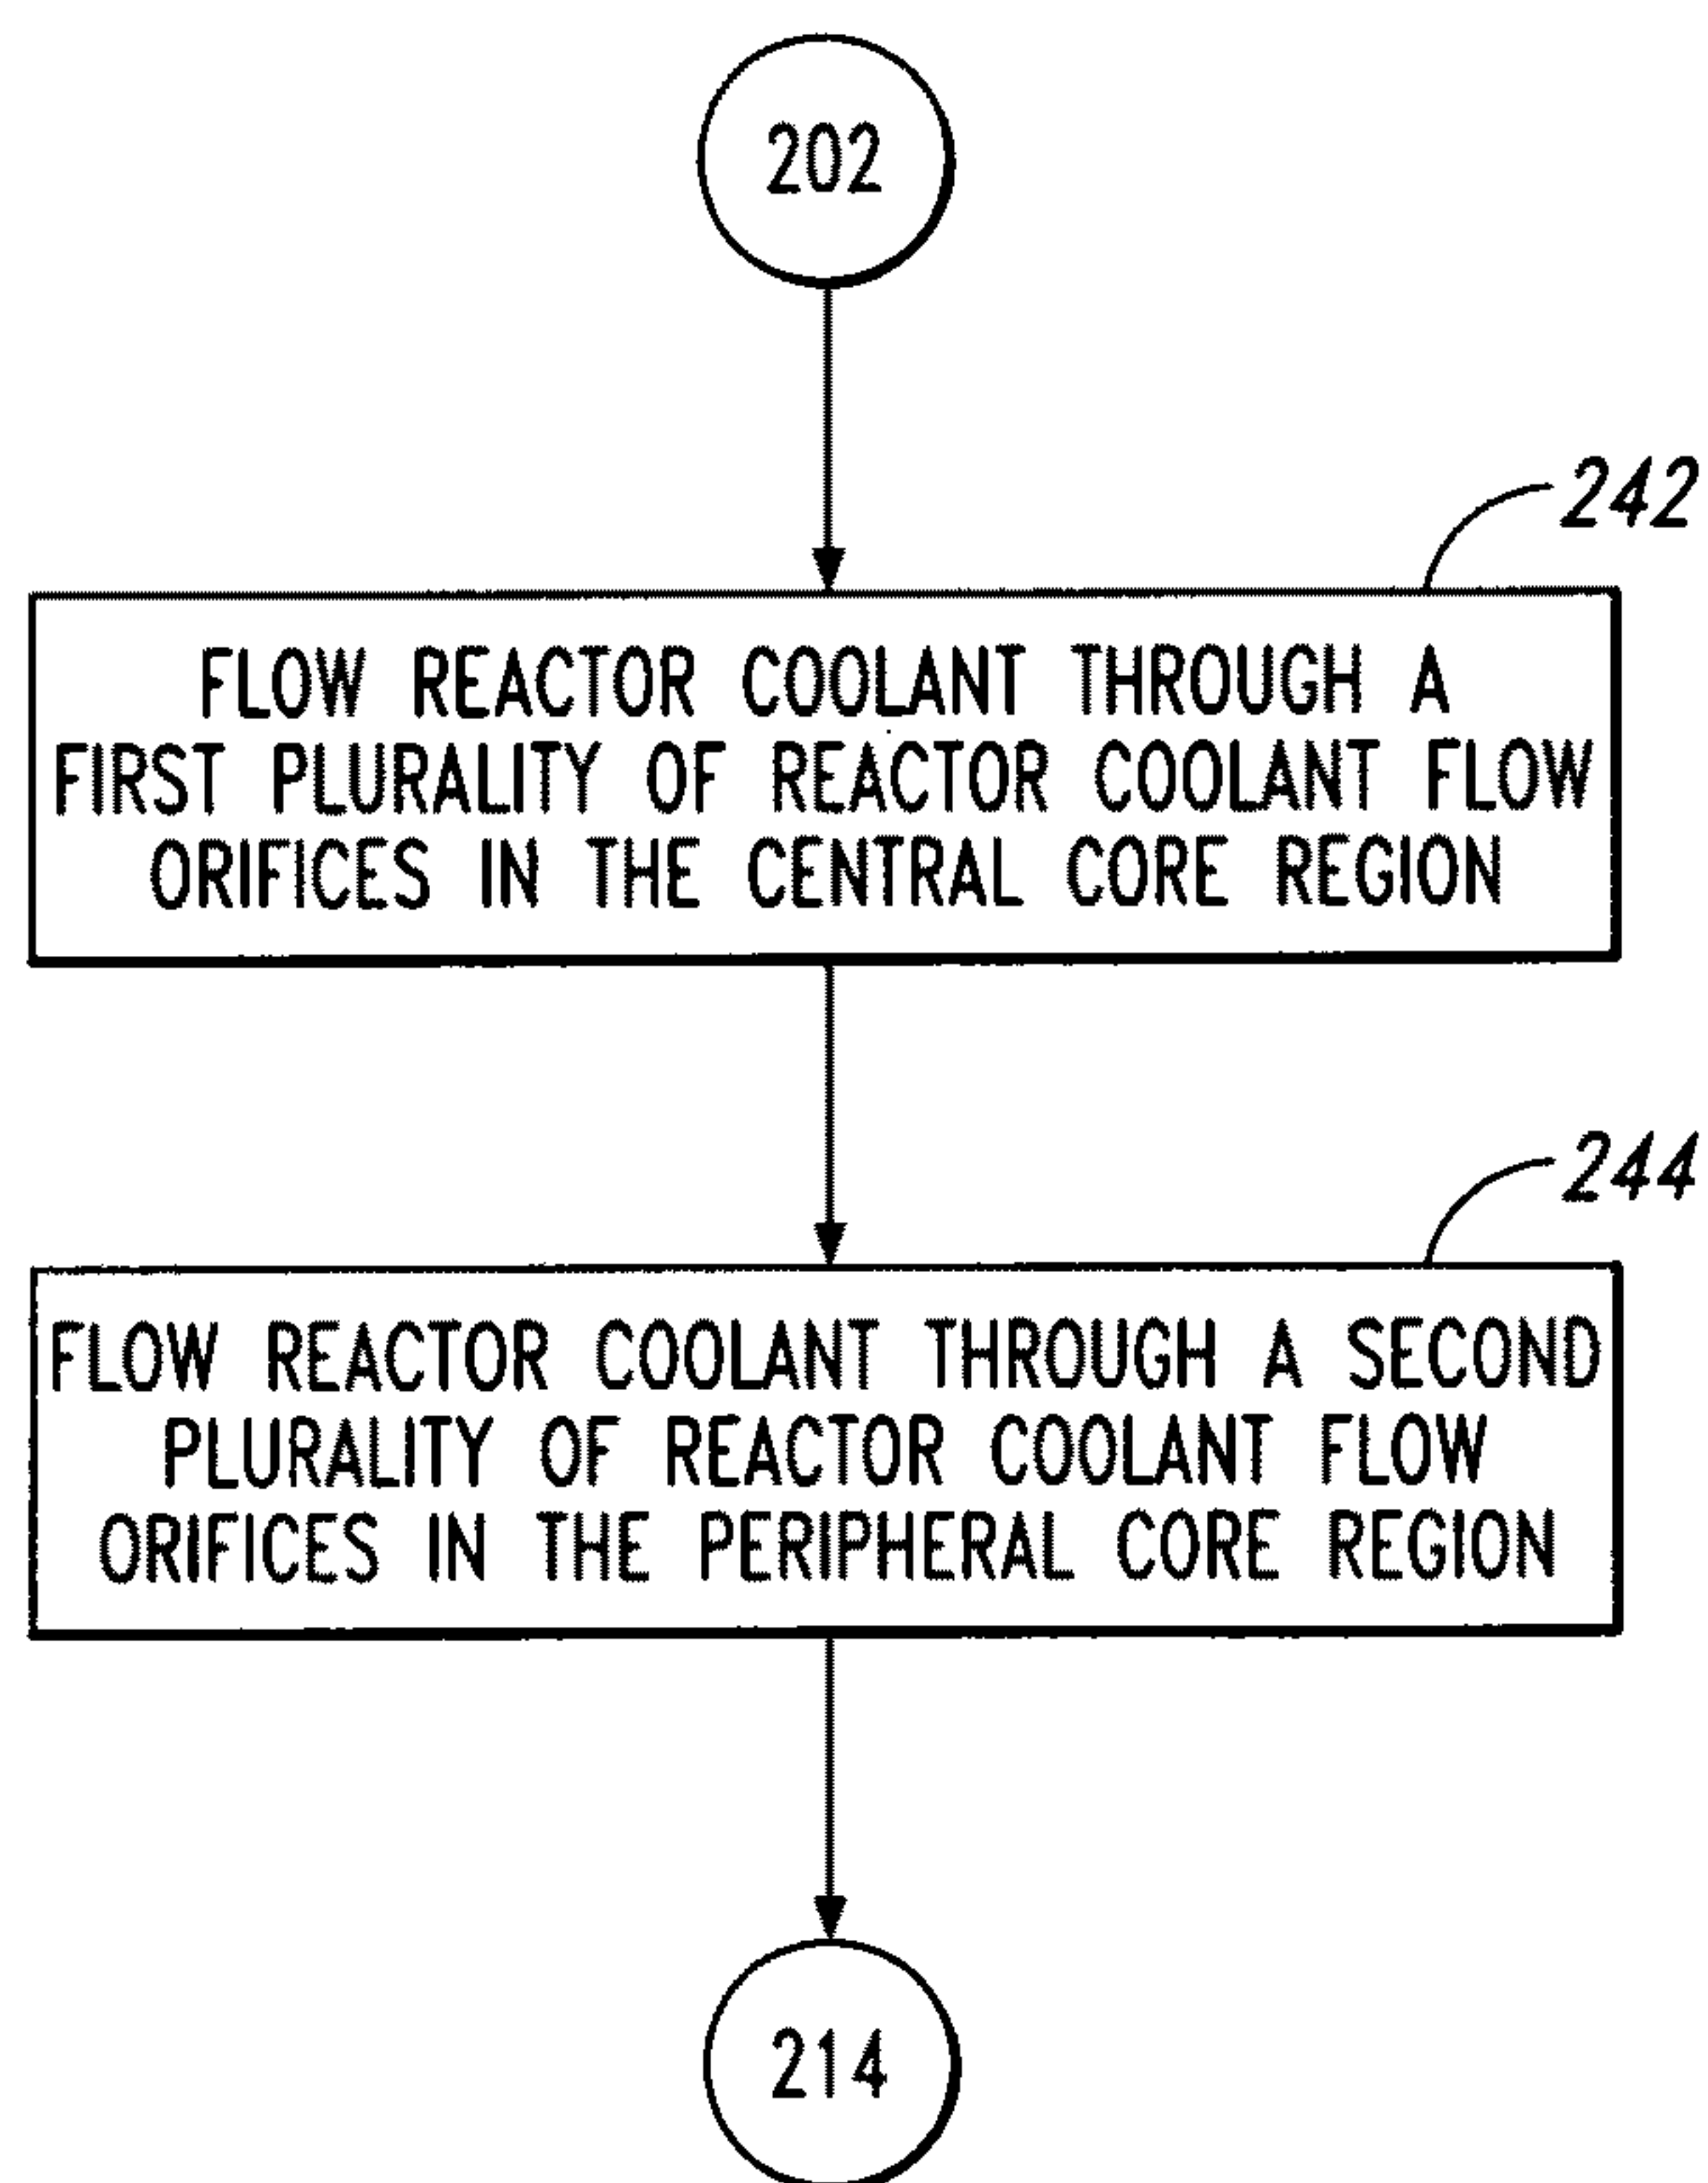 202
242
FLOW REACTOR COOLANT THROUGH A
FIRST PLURALITY OF REACTOR COOLANT FLOW
ORIFICES IN THE CENTRAL CORE REGION
244
FLOW REACTOR COOLANT THROUGH A SECOND
PLURALITY OF REACTOR COOLANT FLOW
ORIFICES IN THE PERIPHERAL CORE REGION
214